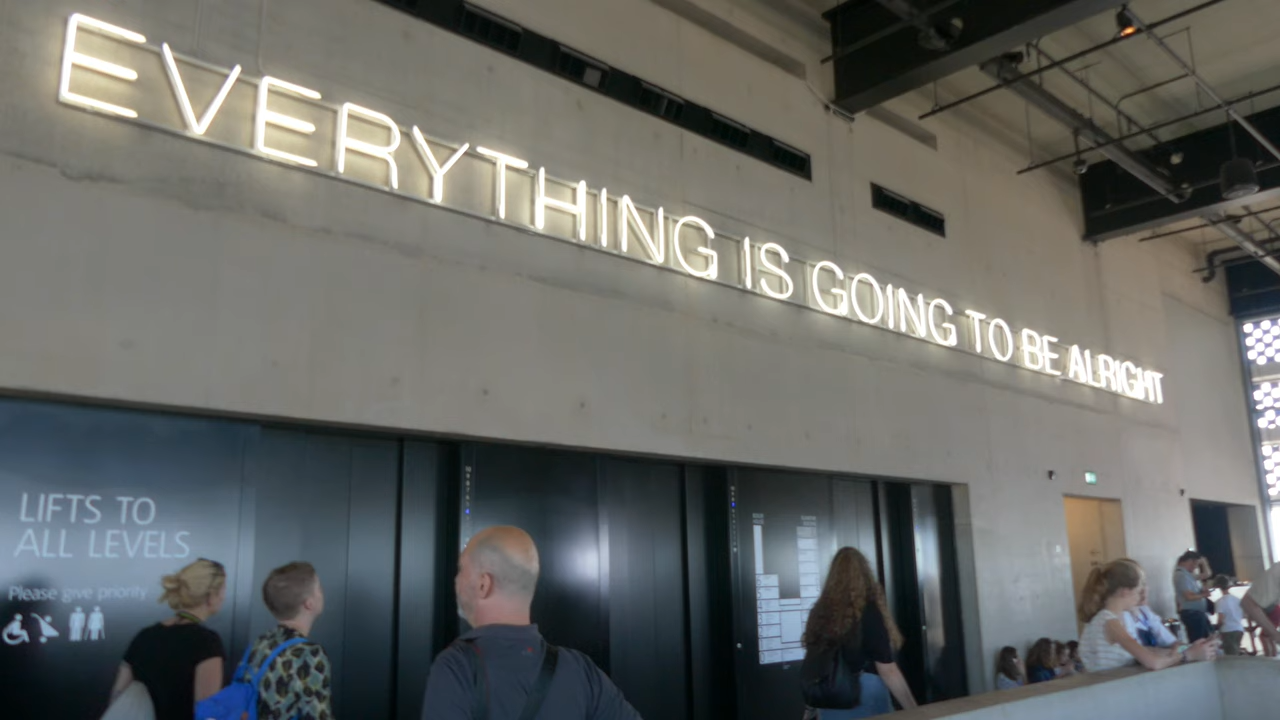 EVERYTHING IS GOING TO BE ALRIGHT
LIFTS TO
ALL LEVELS
Please give priority